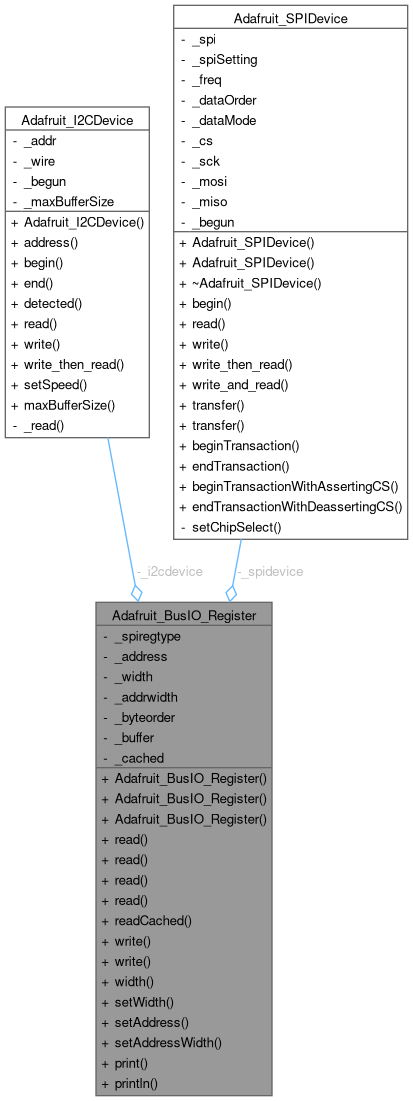 Adafruit_SPIDevice
- _spi
- _spiSetting
- _freq
- _dataOrder
- _dataMode
- _cs
- _sck
- _mosi
- _miso
- _begun
+ Adafruit_SPIDevice()
+ Adafruit_SPIDevice()
+ ~Adafruit_SPIDevice()
+ begin()
+ read()
+ write()
+ write_then_read()
+ write_and_read()
+ transfer()
+ transfer()
+ beginTransaction()
+ endTransaction()
+ beginTransactionWithAssertingCS()
+ endTransactionWithDeassertingCS()
- setChipSelect()
Adafruit_I2CDevice
- _addr
- _wire
- _begun
- _maxBufferSize
+ Adafruit_I2CDevice()
+ address()
+ begin()
+ end()
+ detected()
+ read()
+ write()
+ write_then_read()
+ setSpeed()
+ maxBufferSize()
- _read()
-_i2cdevice
-_spidevice
Adafruit_BusIO_Register
- _spiregtype
- _address
- _width
- _addrwidth
- _byteorder
- _buffer
- _cached
+ Adafruit_BusIO_Register()
+ Adafruit_BusIO_Register()
+ Adafruit_BusIO_Register()
+ read()
+ read()
+ read()
+ read()
+ readCached()
+ write()
+ write()
+ width()
+ setWidth()
+ setAddress()
+ setAddressWidth()
+ print()
+ println()